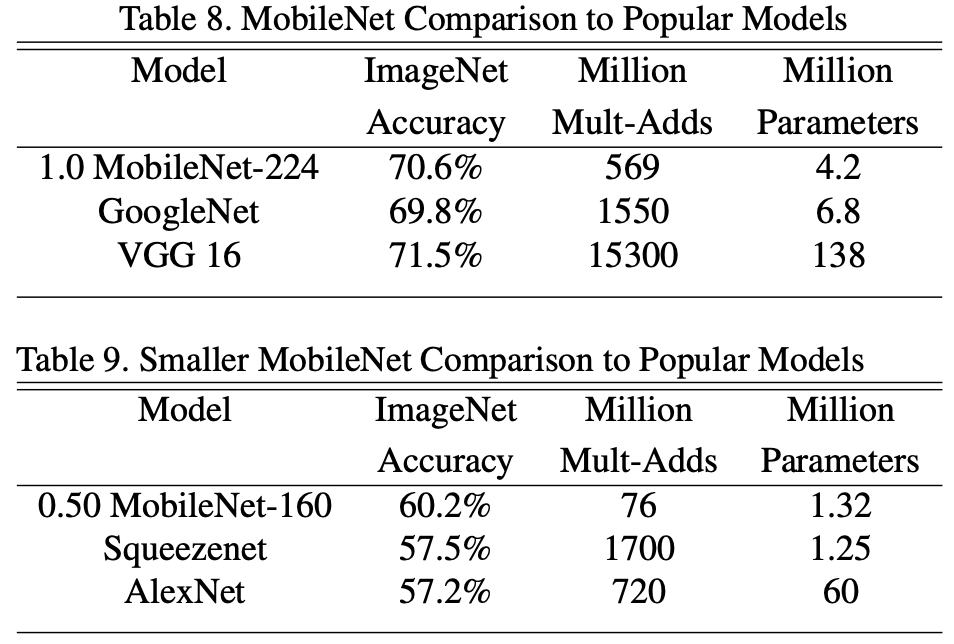 Table 8. MobileNet Comparison to Popular Models
Model ImageNet Million Million
Accuracy Mult-Adds Parameters
1.0 MobileNet-224 70.6% 569 4.2
GoogleNet 69.8% 1550 6.8
VGG 16 71.5% 15300 138
Table 9. Smaller MobileNet Comparison to Popular Models
Model ImageNet Million Million
Accuracy Mult-Adds Parameters
0.50 MobileNet-160 60.2% 76 1.32
Squeezenet 57.5% 1700 1.25
AlexNet 57.2% 720 60